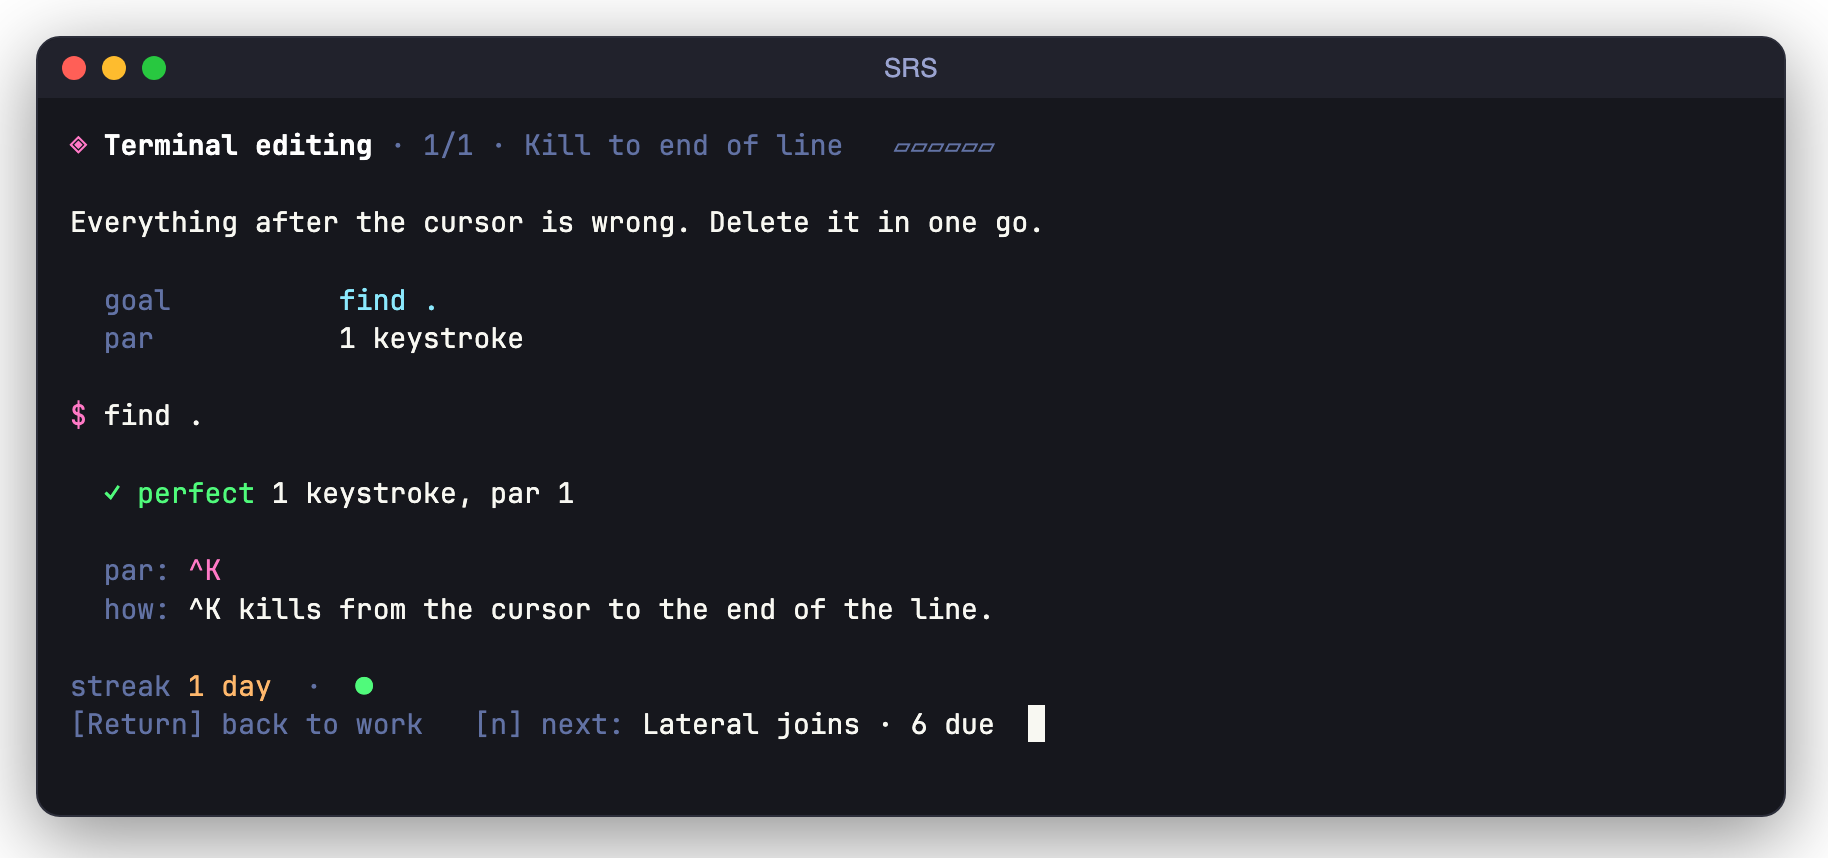 SRS
◈ Terminal editing · 1/1 · Kill to end of line ▱▱▱▱▱▱
Everything after the cursor is wrong. Delete it in one go.
goal find .
par 1 keystroke
$ find .
✓ perfect 1 keystroke, par 1
par: ^K
how: ^K kills from the cursor to the end of the line.
streak 1 day · ●
[Return] back to work [n] next: Lateral joins · 6 due